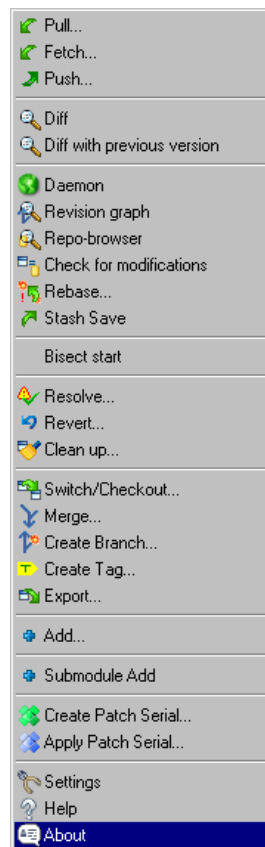 Pull...
Fetch...
Push...
Diff
Diff with previous version
Daemon
Revision graph
Repo-browser
Check for modifications
Rebase...
Stash Save
Bisect start
Resolve...
Revert...
Clean up...
Switch/Checkout...
Merge...
Create Branch...
Create Tag...
Export...
Add...
Submodule Add
Create Patch Serial...
Apply Patch Serial...
Settings
Help
About